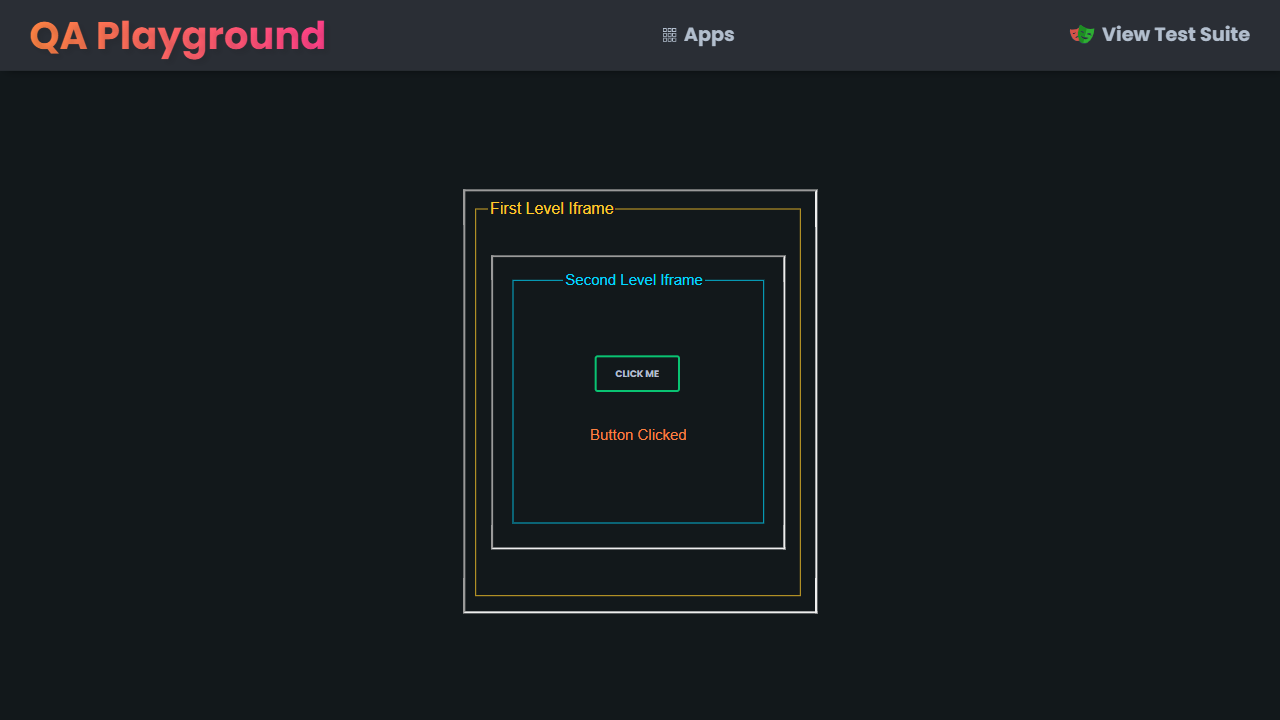 QA Playground
Apps
View Test Suite
First Level Iframe
Second Level Iframe
CLICK ME
Button Clicked